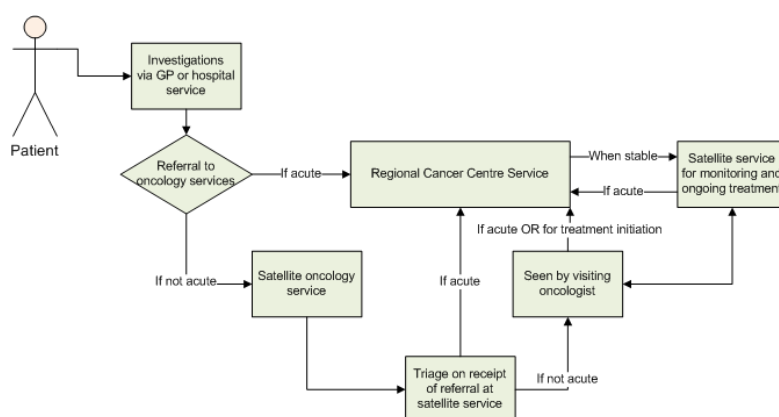 Investigations
via GP or hospital
service
Patient
Referral to
oncology services
If acute
Regional Cancer Centre Service
When stable
If acute
Satellite service
for monitoring and
ongoing treatment
If acute OR for treatment initiation
If not acute
Satellite oncology
service
If acute
Seen by visiting
oncologist
Triage on receipt
of referral at
satellite service
If not acute